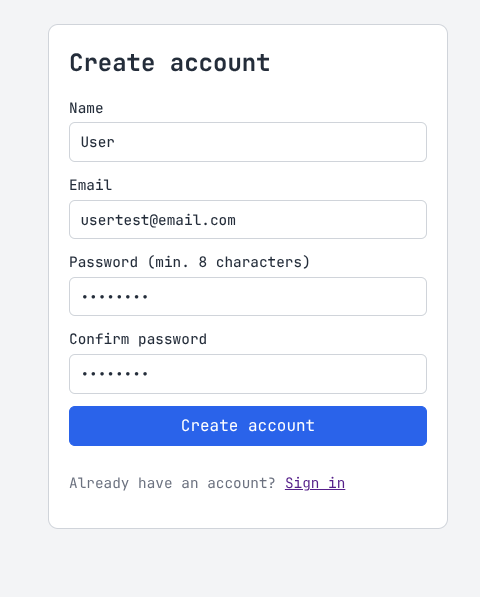 Create account
Name
User
Email
usertest@email.com
Password (min. 8 characters)
••••••••
Confirm password
••••••••
Create account
Already have an account? Sign in